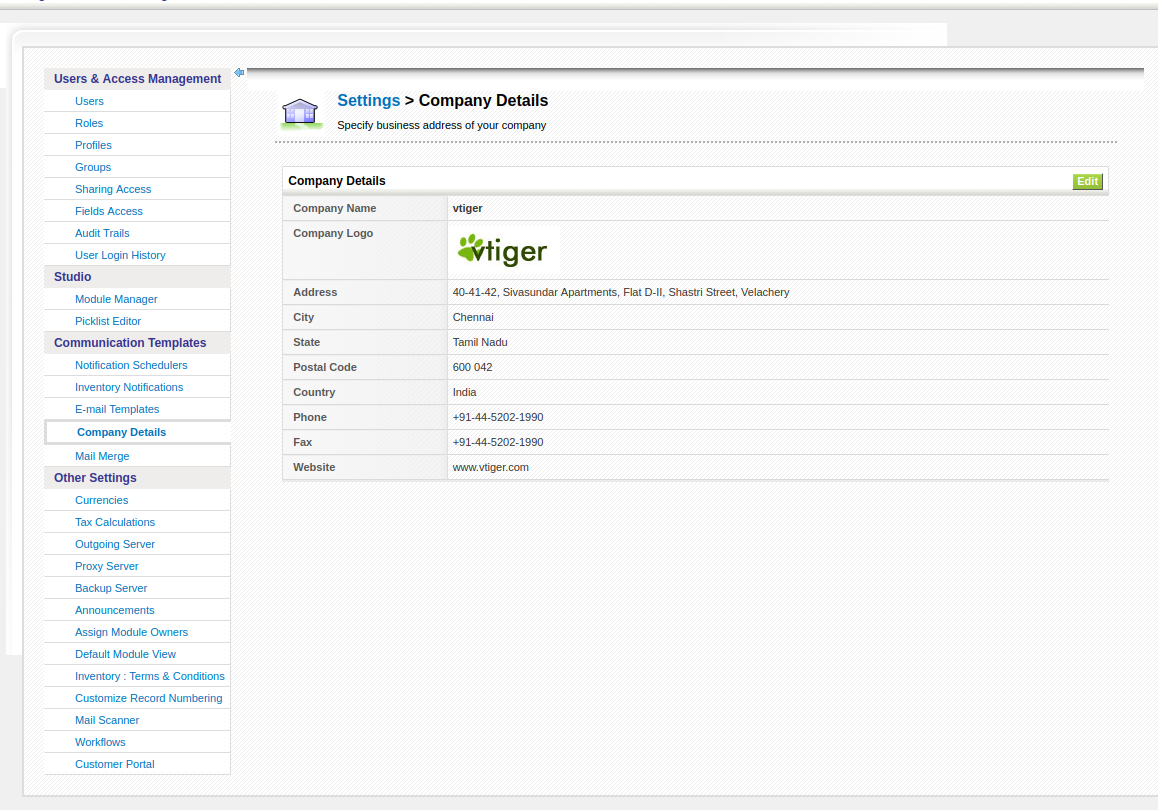 Users & Access Management
Users
Roles
Profiles
Groups
Sharing Access
Fields Access
Audit Trails
User Login History
Studio
Module Manager
Picklist Editor
Communication Templates
Notification Schedulers
Inventory Notifications
E-mail Templates
Company Details
Mail Merge
Other Settings
Currencies
Tax Calculations
Outgoing Server
Proxy Server
Backup Server
Announcements
Assign Module Owners
Default Module View
Inventory : Terms & Conditions
Customize Record Numbering
Mail Scanner
Workflows
Customer Portal
Settings > Company Details
Specify business address of your company
Company Details Edit
Company Name vtiger
Company Logo vtiger
Address 40-41-42, Sivasundar Apartments, Flat D-II, Shastri Street, Velachery
City Chennai
State Tamil Nadu
Postal Code 600 042
Country India
Phone +91-44-5202-1990
Fax +91-44-5202-1990
Website www.vtiger.com